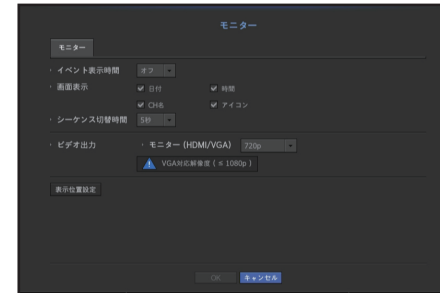 モニター
モニター
イベント表示時間 オフ
画面表示 日付 時間
CH名 アイコン
シーケンス切替時間 5秒
ビデオ出力 モニター (HDMI/VGA) 720p
VGA対応解像度 ( ≤ 1080p )
表示位置設定
OK キャンセル